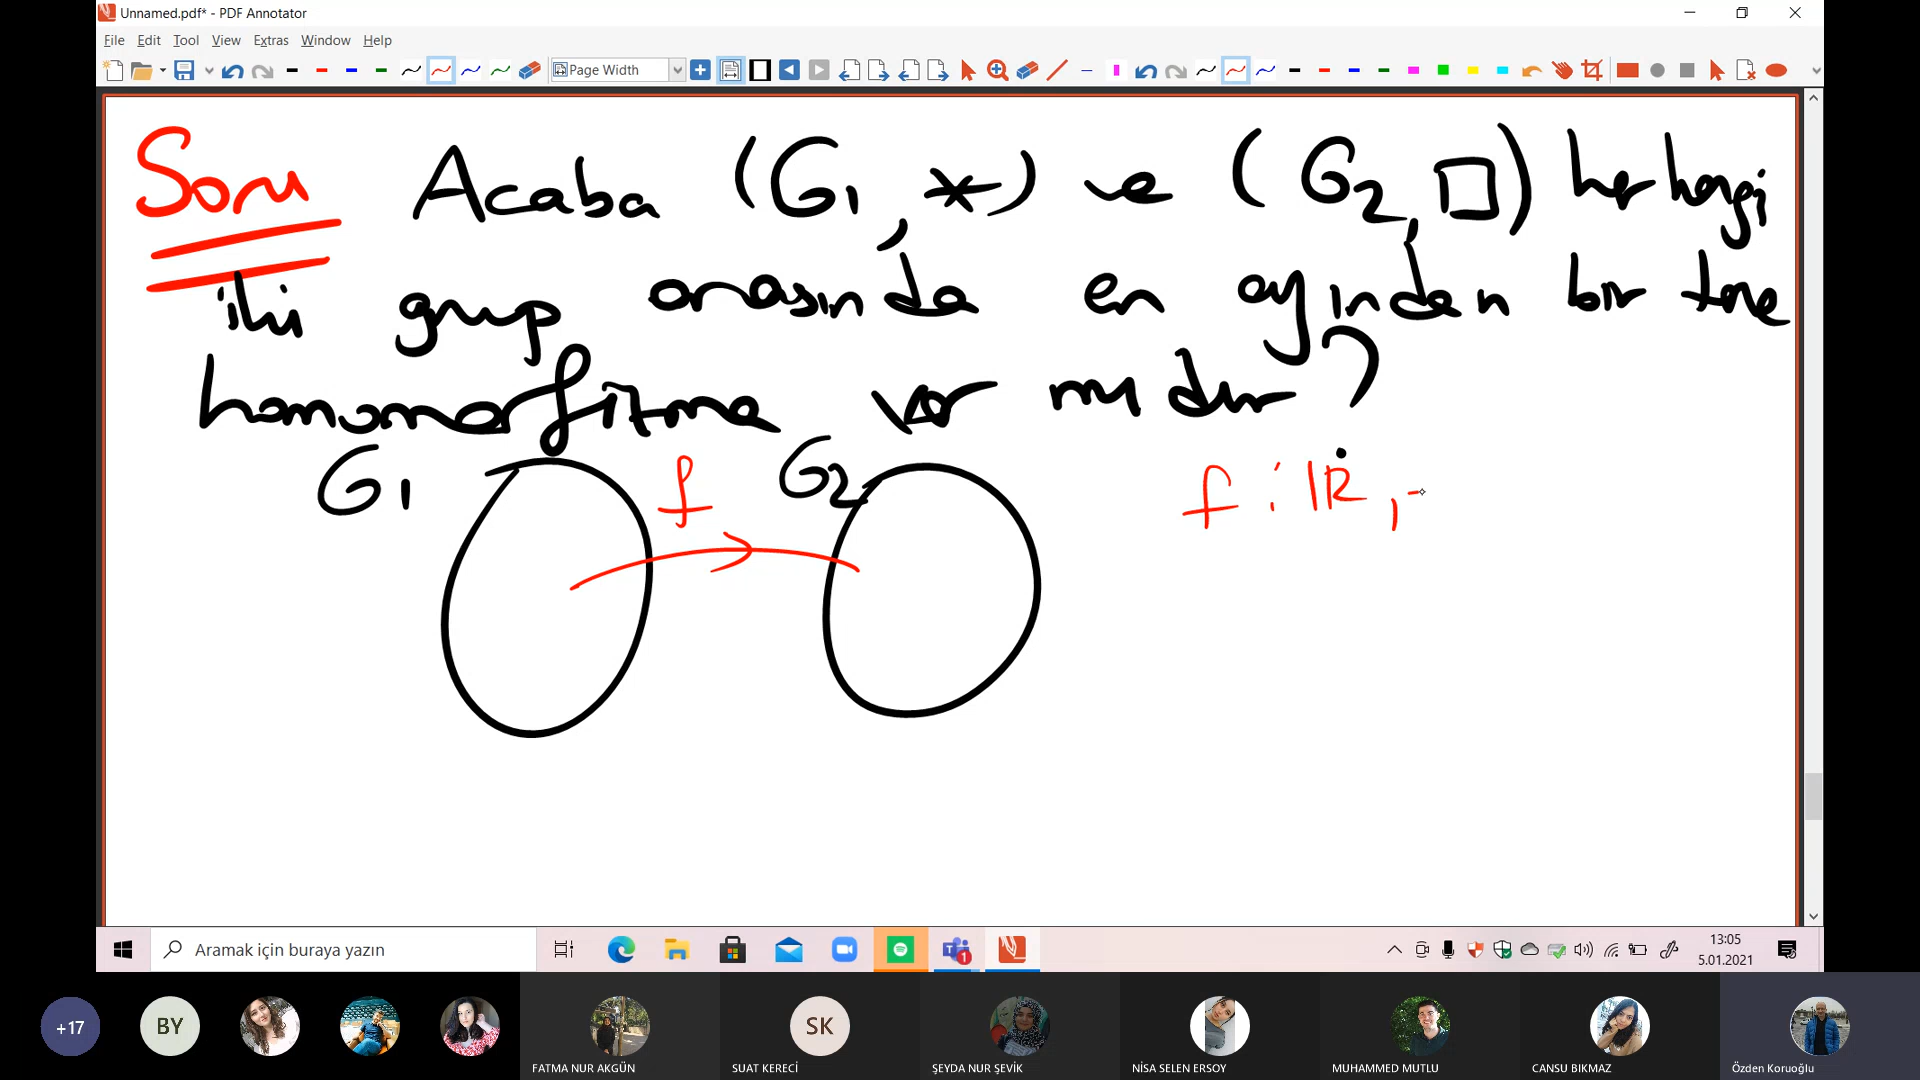 Unnamed.pdf* - PDF Annotator
File Edit Tool View Extras Window Help
Page Width
Soru Acaba (G1, *) ve (G2, □) herhangi
iki grup arasında en azından bir tane
homomorfizma var mıdır?
G1 f G2 f : IR, -
Aramak için buraya yazın
1
13:05
5.01.2021
+17 BY SK
FATMA NUR AKGÜN SUAT KERECİ ŞEYDA NUR ŞEVİK NİSA SELEN ERSOY MUHAMMED MUTLU CANSU BIKMAZ Özden Koruoğlu